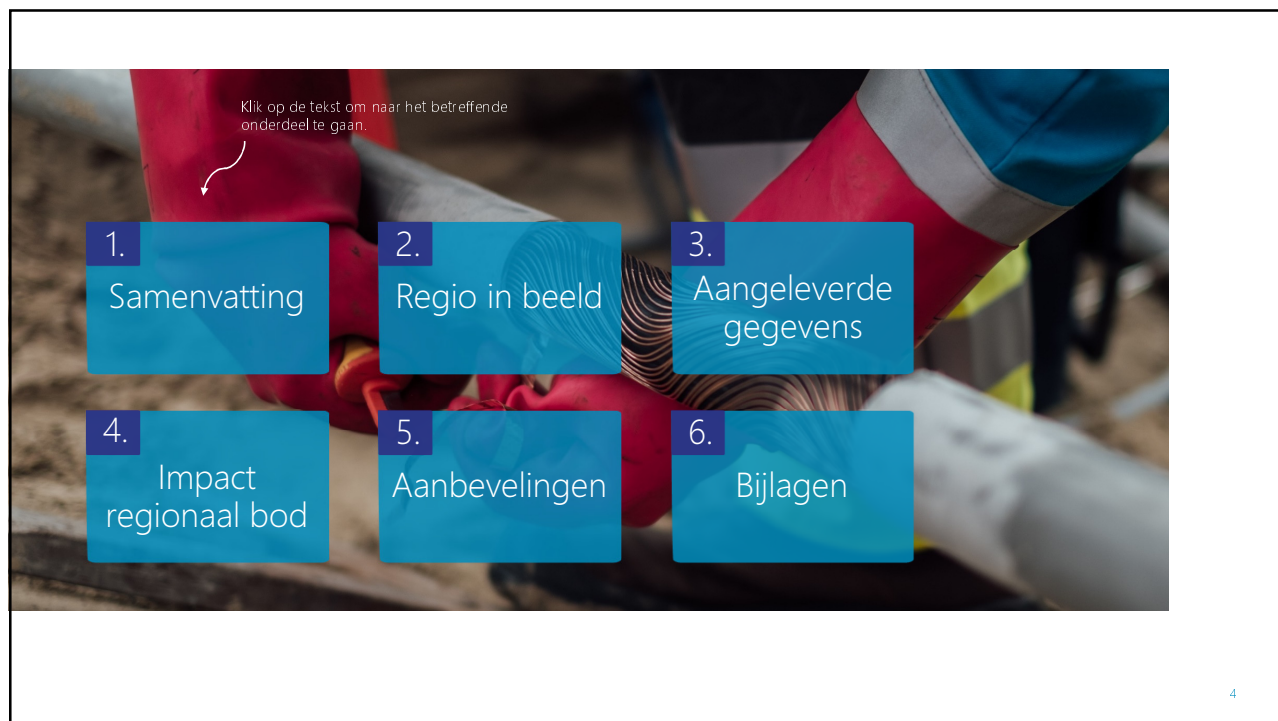 Klik op de tekst om naar het betreffende
onderdeel te gaan.
1.
Samenvatting
2.
Regio in beeld
3.
Aangeleverde
gegevens
4.
Impact
regionaal bod
5.
Aanbevelingen
6.
Bijlagen
4